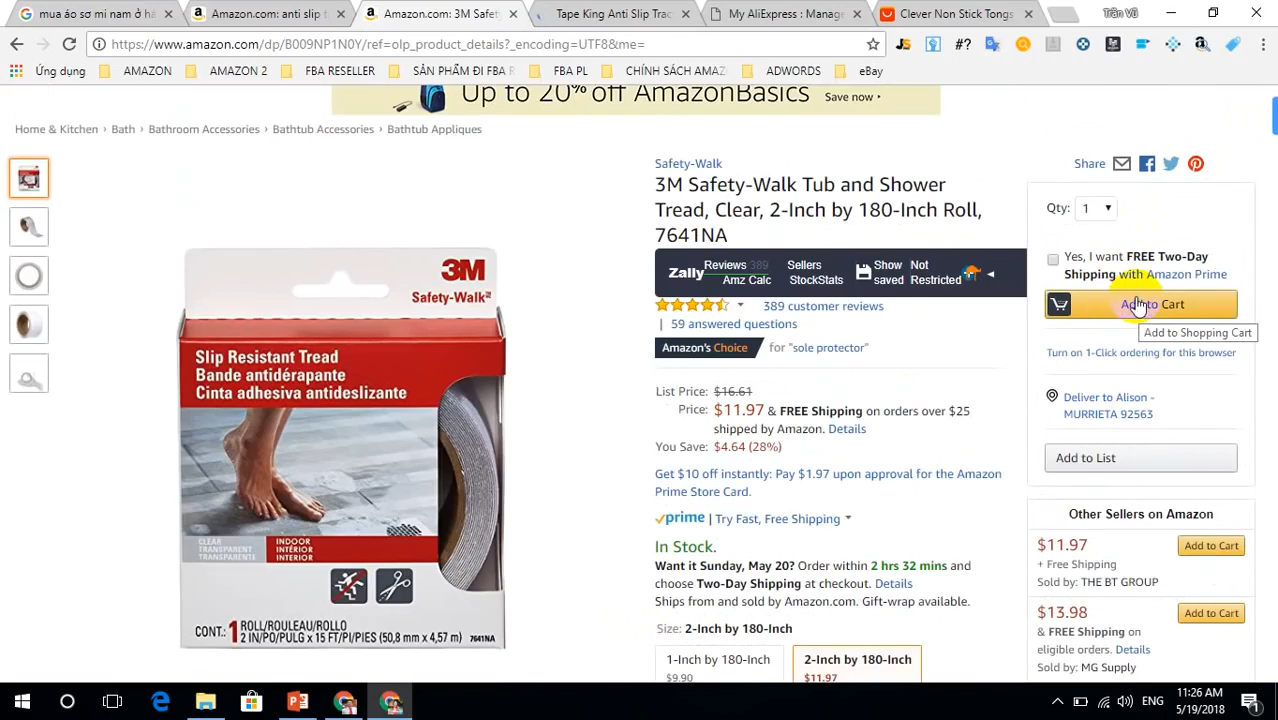 mua áo sơ mi nam ở hà
Amazon.com: anti slip t
Amazon.com: 3M Safety
Tape King Anti Slip Trac
My AliExpress : Manage
Clever Non Stick Tongs
Trần Vũ
https://www.amazon.com/dp/B009NP1N0Y/ref=olp_product_details?_encoding=UTF8&me=
Ứng dụng
AMAZON
AMAZON 2
FBA RESELLER
SẢN PHẨM ĐI FBA R
FBA PL
CHÍNH SÁCH AMAZ
ADWORDS
eBay
Up to 20% off AmazonBasics
Save now
Home & Kitchen › Bath › Bathroom Accessories › Bathtub Accessories › Bathtub Appliques
Safety-Walk
3M Safety-Walk Tub and Shower
Tread, Clear, 2-Inch by 180-Inch Roll,
7641NA
Zally
Reviews 389
Amz Calc
Sellers
StockStats
Show
saved
Not
Restricted
389 customer reviews
| 59 answered questions
Amazon's Choice
for "sole protector"
List Price: $16.61
Price: $11.97 & FREE Shipping on orders over $25
shipped by Amazon. Details
You Save: $4.64 (28%)
Get $10 off instantly: Pay $1.97 upon approval for the Amazon
Prime Store Card.
prime | Try Fast, Free Shipping
In Stock.
Want it Sunday, May 20? Order within 2 hrs 32 mins and
choose Two-Day Shipping at checkout. Details
Ships from and sold by Amazon.com. Gift-wrap available.
Size: 2-Inch by 180-Inch
1-Inch by 180-Inch
$9.90
2-Inch by 180-Inch
$11.97
Share
Qty: 1
Yes, I want FREE Two-Day
Shipping with Amazon Prime
Add to Cart
Add to Shopping Cart
Turn on 1-Click ordering for this browser
Deliver to Alison -
MURRIETA 92563
Add to List
Other Sellers on Amazon
$11.97
Add to Cart
+ Free Shipping
Sold by: THE BT GROUP
$13.98
Add to Cart
& FREE Shipping on
eligible orders. Details
Sold by: MG Supply
3M
Safety-Walk
Slip Resistant Tread
Bande antidérapante
Cinta adhesiva antideslizante
CLEAR
TRANSPARENT
TRANSPARENTE
INDOOR
INTÉRIEUR
INTERIOR
CONT.: 1 ROLL/ROULEAU/ROLLO
2 IN/PO/PULG x 15 FT/PI/PIES (50,8 mm x 4,57 m)
7641NA
ENG
11:26 AM
5/19/2018
1